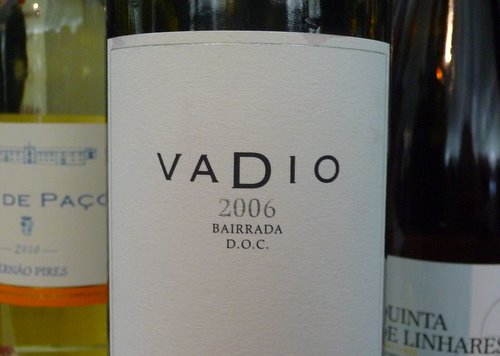 VADIO
2006
BAIRRADA
D.O.C.
DE PAÇO
2010
RNÃO PIRES
QUINTA
DE LINHARES